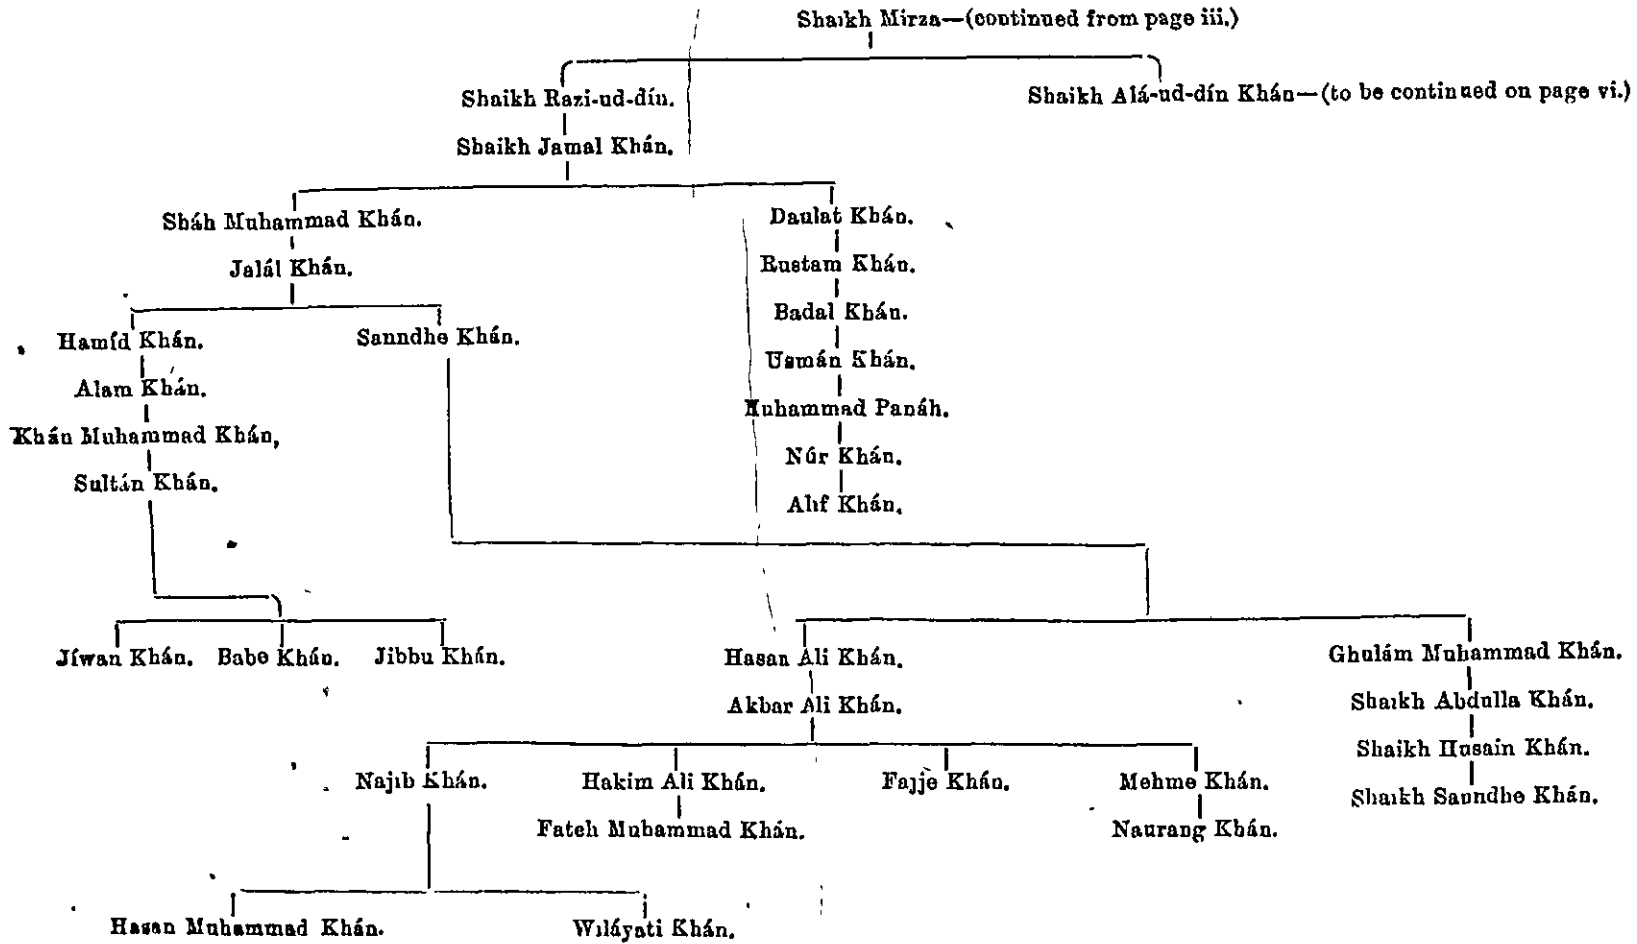 Shaikh Mirza—(continued from page iii.)
Shaikh Razi-ud-dín.
Shaikh Alá-ud-dín Khán—(to be continued on page vi.)
Shaikh Jamal Khán.
Sháh Muhammad Khán.
Daulat Khán.
Jalál Khán.
Rustam Khán.
Badal Khán.
Hamíd Khán.
Sanndhe Khán.
Usmán Khán.
Alam Khán.
Muhammad Panáh.
Khán Muhammad Khán,
Núr Khán.
Sultán Khán.
Alıf Khán.
Jíwan Khán. Babe Khán. Jibbu Khán.
Hasan Ali Khán.
Ghulám Muhammad Khán.
Akbar Ali Khán.
Shaikh Abdulla Khán.
Shaikh Husain Khán.
Najıb Khán.
Hakim Ali Khán.
Fajje Khán.
Mehme Khán.
Shaikh Saundhe Khán.
Fateh Muhammad Khán.
Naurang Khán.
Hasan Muhammad Khán.
Wıláyati Khán.